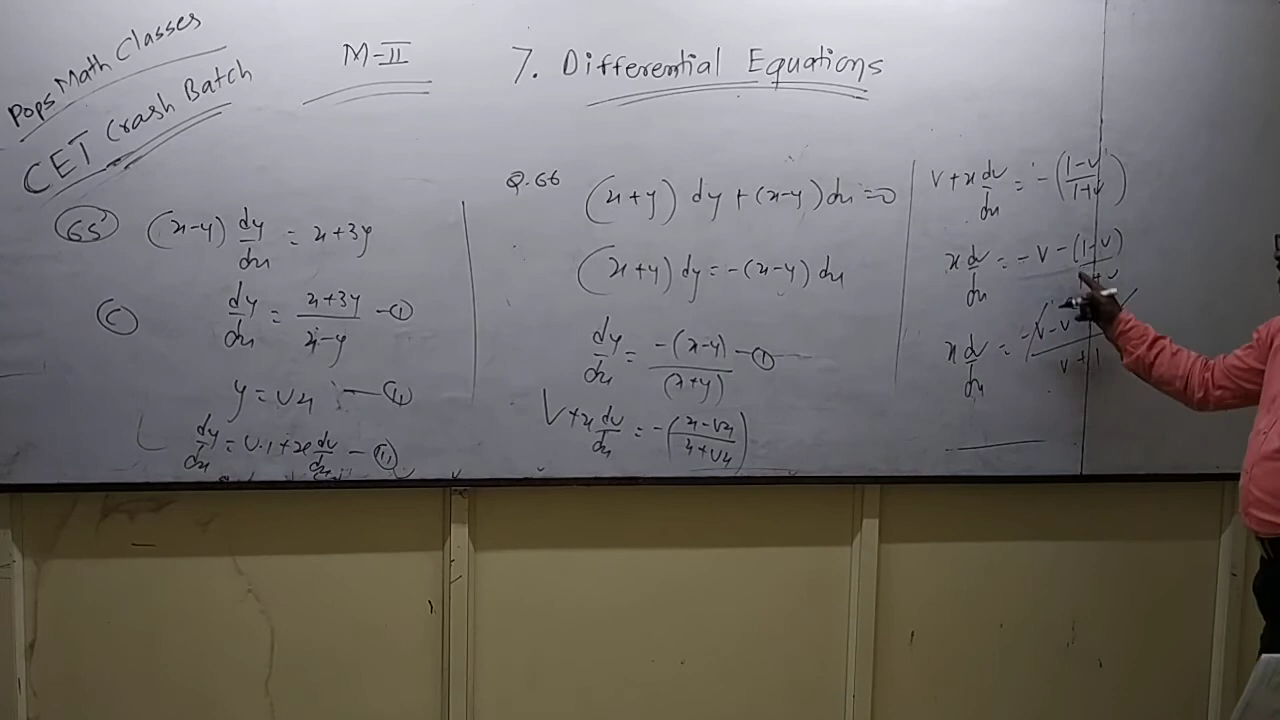 Pops Math Classes
CET Crash Batch
M-II
7. Differential Equations
65 (x-y) dy/dx = x+3y
C dy/dx = x+3y/x-y - I
y = vx - II
dy/dx = v.1+x dv/dx - III
Q.66 (x+y) dy+(x-y)dx=0
(x+y)dy = -(x-y) dx
dy/dx = -(x-y)/(x+y) - I
V+x dv/dx = -(x-vx/x+vx)
V+x dv/dx = -(1-v/1+v)
x dv/dx = -v-(1-v)/1+v
x dv/dx = -v-v
v+1